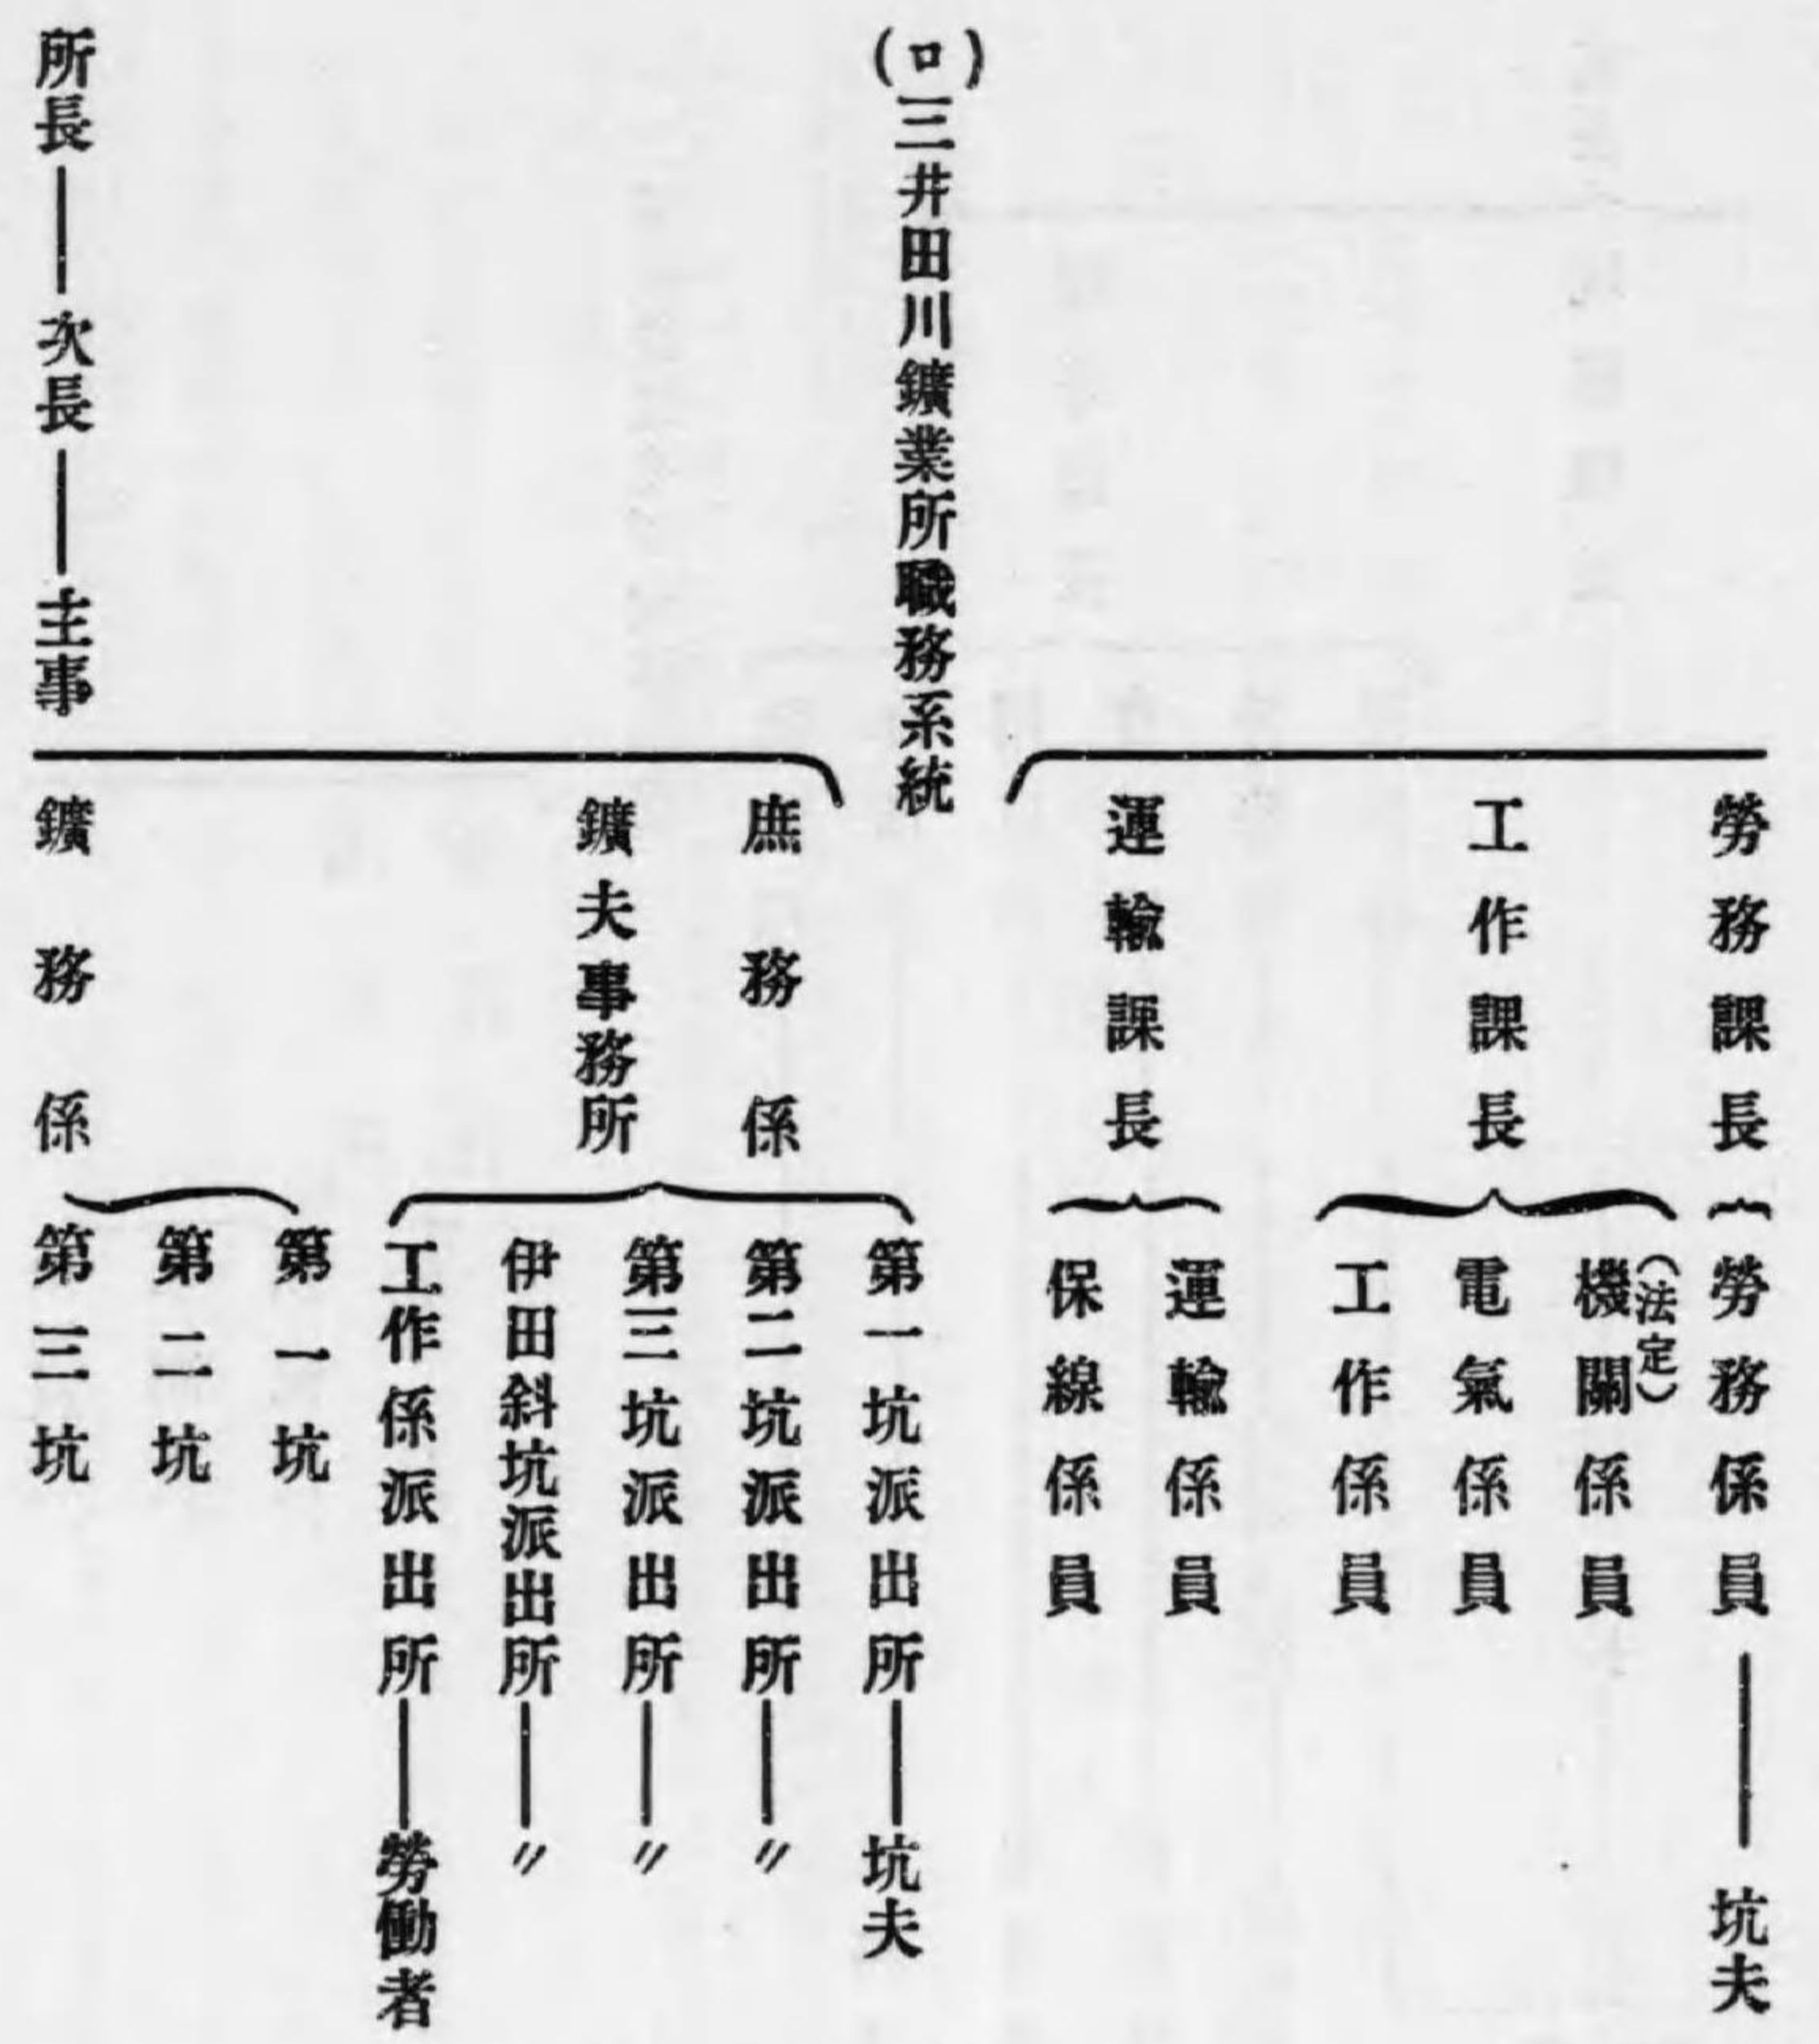 勞務課長
勞務係員
坑夫
工作課長
(法定)
機關係員
電氣係員
工作係員
運輸課長
運輸係員
保線係員
(ロ)三井田川鑛業所職務系統
庶務係
鑛夫事務所
第一坑派出所
坑夫
第二坑派出所
〃
第三坑派出所
〃
伊田斜坑派出所
〃
工作係派出所
勞働者
所長
次長
主事
鑛務係
第一坑
第二坑
第三坑